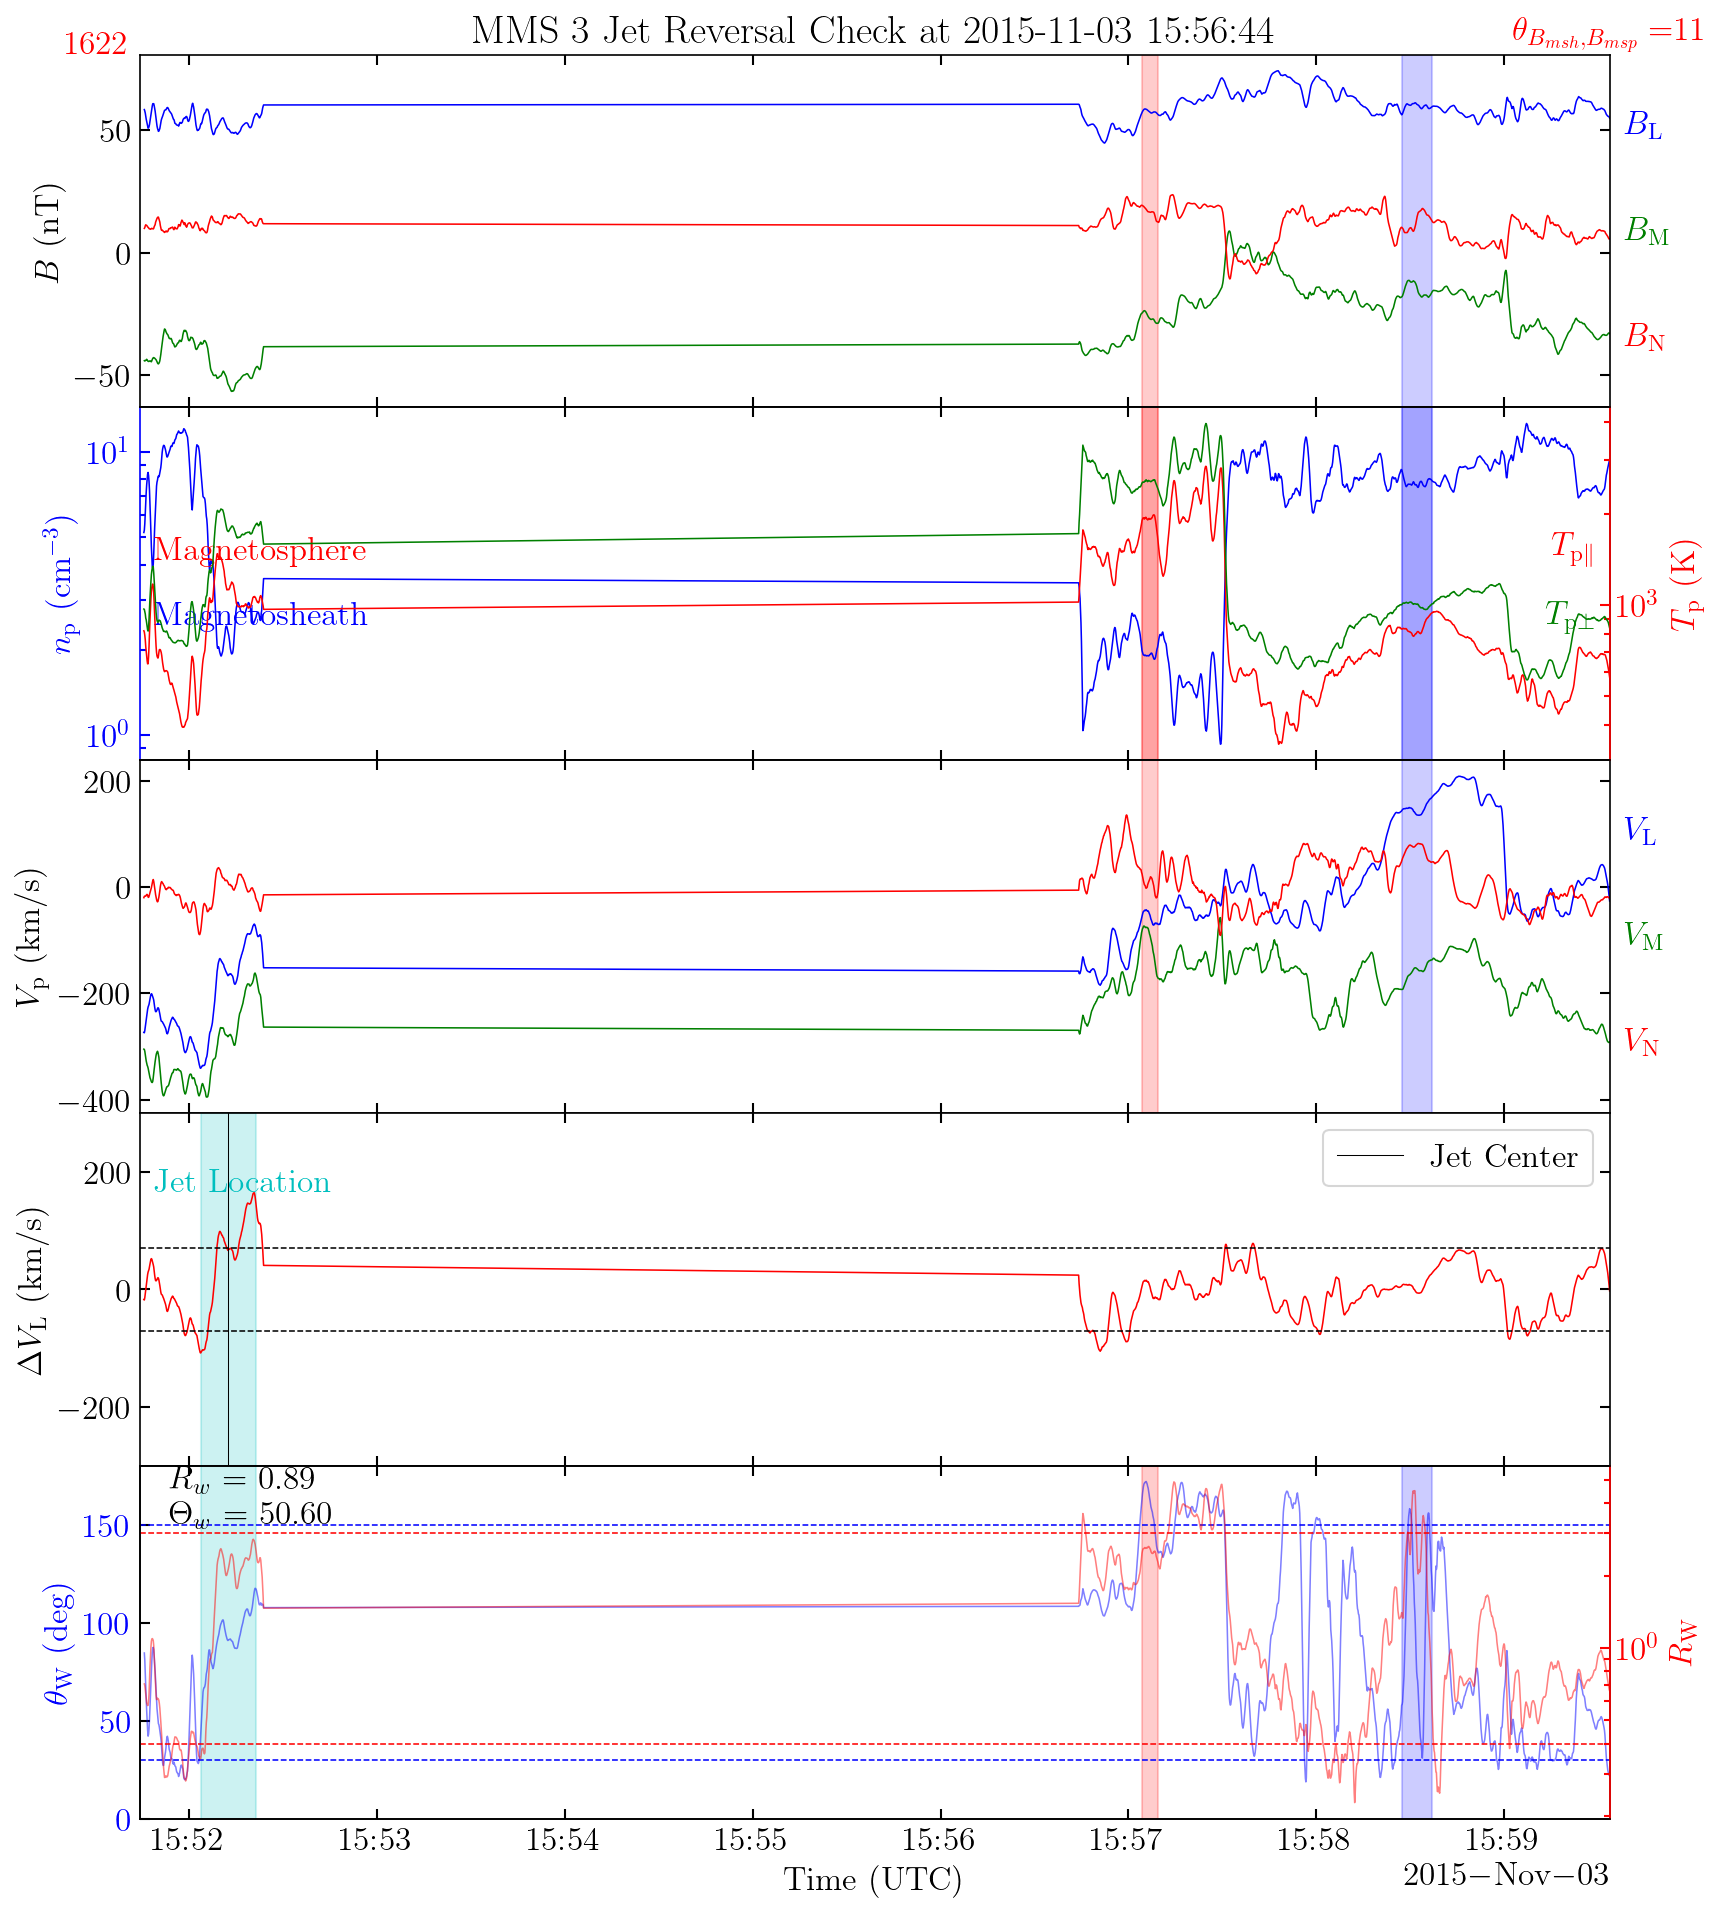 MMS 3 Jet Reversal Check at 2015-11-03 15:56:44
1622
θ_{B_{msh},B_{msp}} =11
50
0
−50
B (nT)
B_L
B_M
B_N
10^1
10^0
n_p (cm^{−3})
Magnetosphere
Magnetosheath
T_{p∥}
T_{p⊥}
10^3
T_p (K)
200
0
−200
−400
V_p (km/s)
V_L
V_M
V_N
200
0
−200
ΔV_L (km/s)
Jet Location
Jet Center
R_w = 0.89
Θ_w = 50.60
150
100
50
0
θ_W (deg)
10^0
R_W
15:52 15:53 15:54 15:55 15:56 15:57 15:58 15:59
Time (UTC)
2015−Nov−03